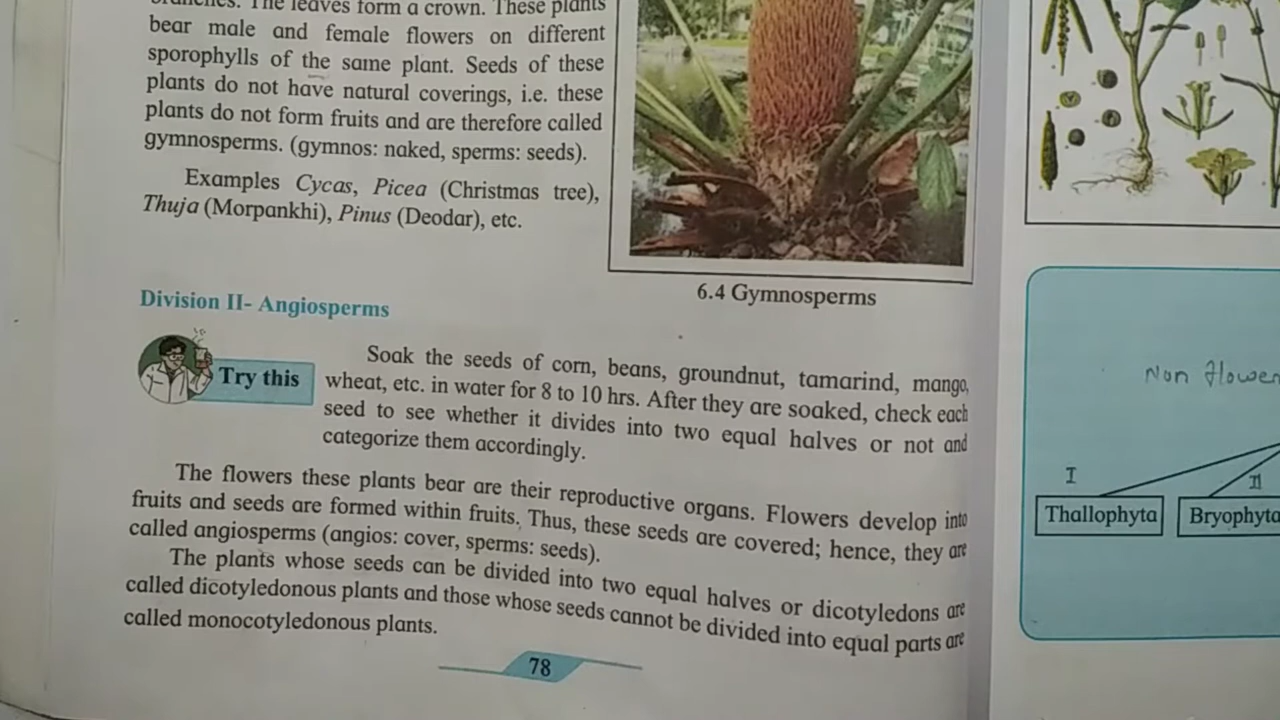 branches. The leaves form a crown. These plants
bear male and female flowers on different
sporophylls of the same plant. Seeds of these
plants do not have natural coverings, i.e. these
plants do not form fruits and are therefore called
gymnosperms. (gymnos: naked, sperms: seeds).
Examples Cycas, Picea (Christmas tree),
Thuja (Morpankhi), Pinus (Deodar), etc.
6.4 Gymnosperms
Division II- Angiosperms
Try this
Soak the seeds of corn, beans, groundnut, tamarind, mango,
wheat, etc. in water for 8 to 10 hrs. After they are soaked, check each
seed to see whether it divides into two equal halves or not and
categorize them accordingly.
The flowers these plants bear are their reproductive organs. Flowers develop into
fruits and seeds are formed within fruits. Thus, these seeds are covered; hence, they are
called angiosperms (angios: cover, sperms: seeds).
The plants whose seeds can be divided into two equal halves or dicotyledons are
called dicotyledonous plants and those whose seeds cannot be divided into equal parts are
called monocotyledonous plants.
78
Non flower
I
II
Thallophyta
Bryophyta